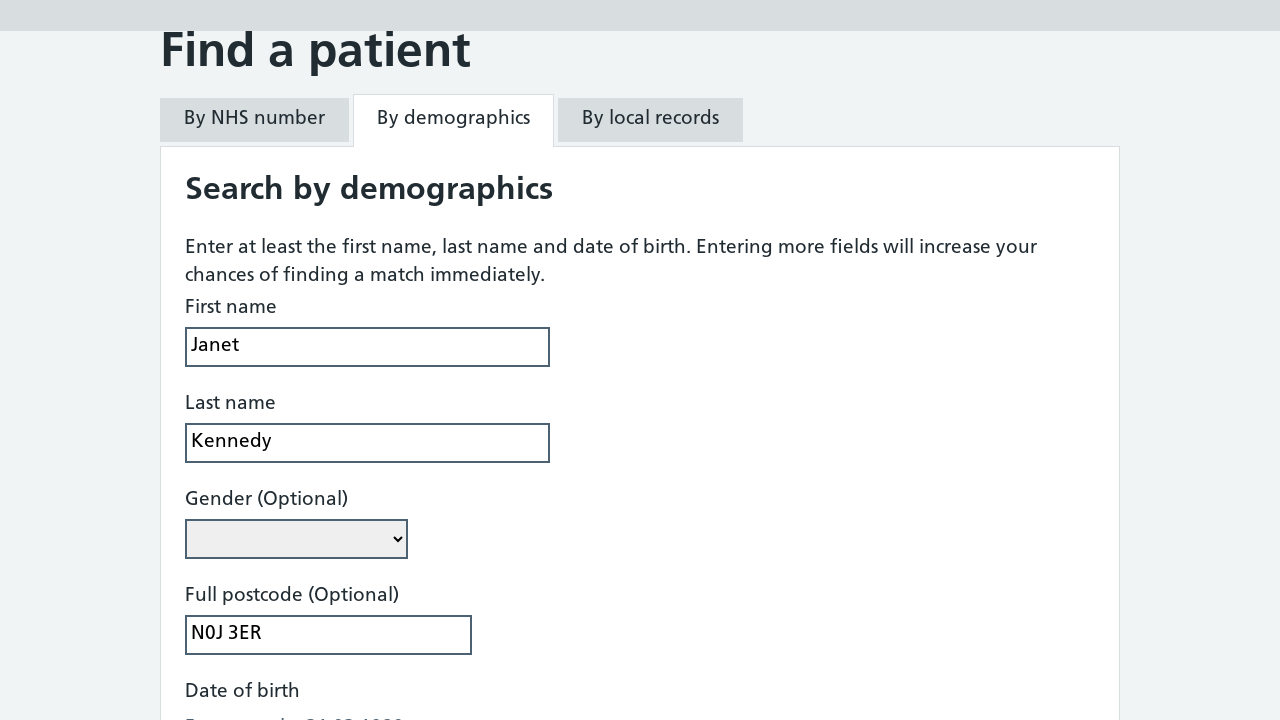 Find a patient
By NHS number
By demographics
By local records
Search by demographics
Enter at least the first name, last name and date of birth. Entering more fields will increase your
chances of finding a match immediately.
First name
Janet
Last name
Kennedy
Gender (Optional)
Full postcode (Optional)
N0J 3ER
Date of birth